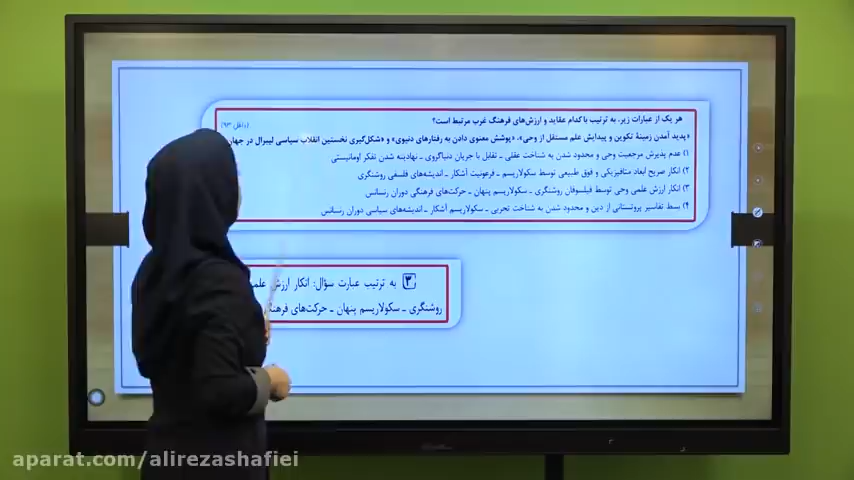 هر یک از عبارات زیر، به ترتیب با کدام عقاید و ارزش‌های فرهنگ غرب مرتبط است؟
(داخل ۹۳)
«پدید آمدن زمینهٔ تکوین و پیدایش علم مستقل از وحی»، «پوشش معنوی دادن به رفتارهای دنیوی» و «شکل‌گیری نخستین انقلاب سیاسی لیبرال در جهان»
۱) عدم پذیرش مرجعیت وحی و محدود شدن به شناخت عقلی ـ تقابل با جریان دنیاگروی ـ نهادینه شدن تفکر اومانیستی
۲) انکار صریح ابعاد متافیزیکی و فوق طبیعی توسط سکولاریسم ـ فرعونیت آشکار ـ اندیشه‌های فلسفی روشنگری
۳) انکار ارزش علمی وحی توسط فیلسوفان روشنگری ـ سکولاریسم پنهان ـ حرکت‌های فرهنگی دوران رنسانس
۴) بسط تفاسیر پروتستانی از دین و محدود شدن به شناخت تجربی ـ سکولاریسم آشکار ـ اندیشه‌های سیاسی دوران رنسانس
۳ به ترتیب عبارت سؤال: انکار ارزش
روشنگری ـ سکولاریسم پنهان ـ حرکت‌های
aparat.com/alirezashafiei